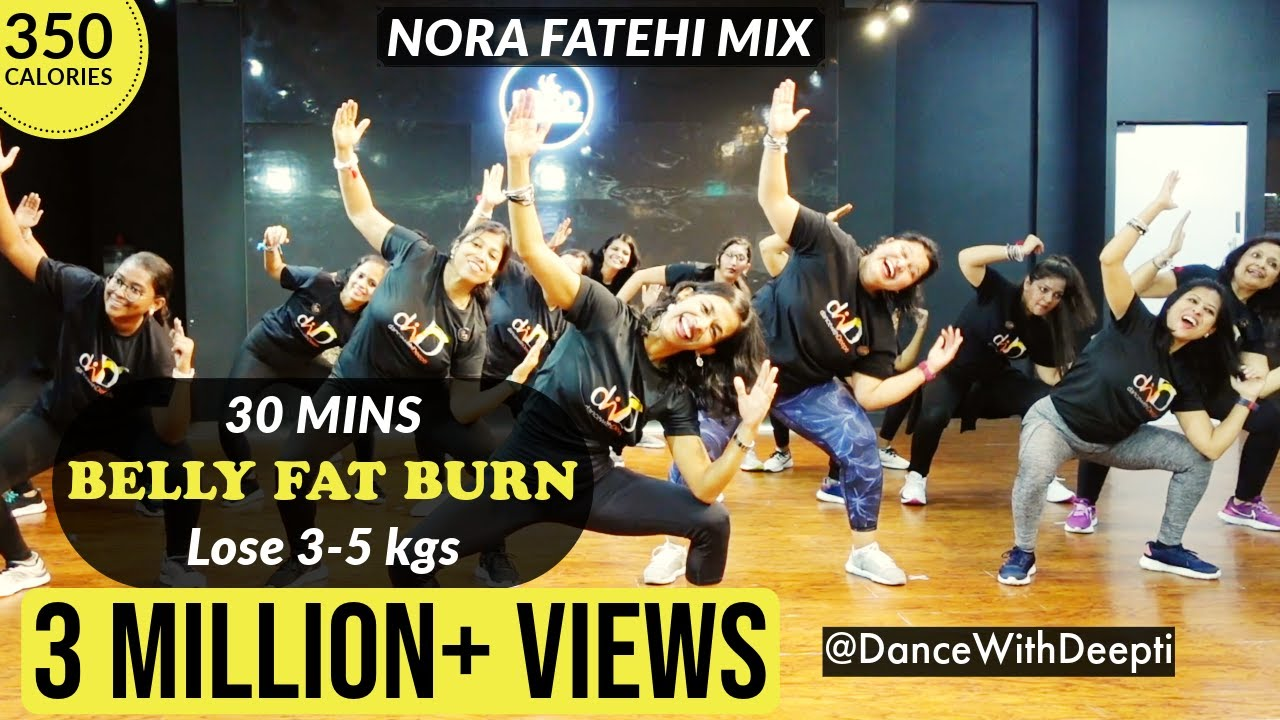 350
CALORIES
NORA FATEHI MIX
30 MINS
BELLY FAT BURN
Lose 3-5 kgs
3 MILLION+ VIEWS
@DanceWithDeepti